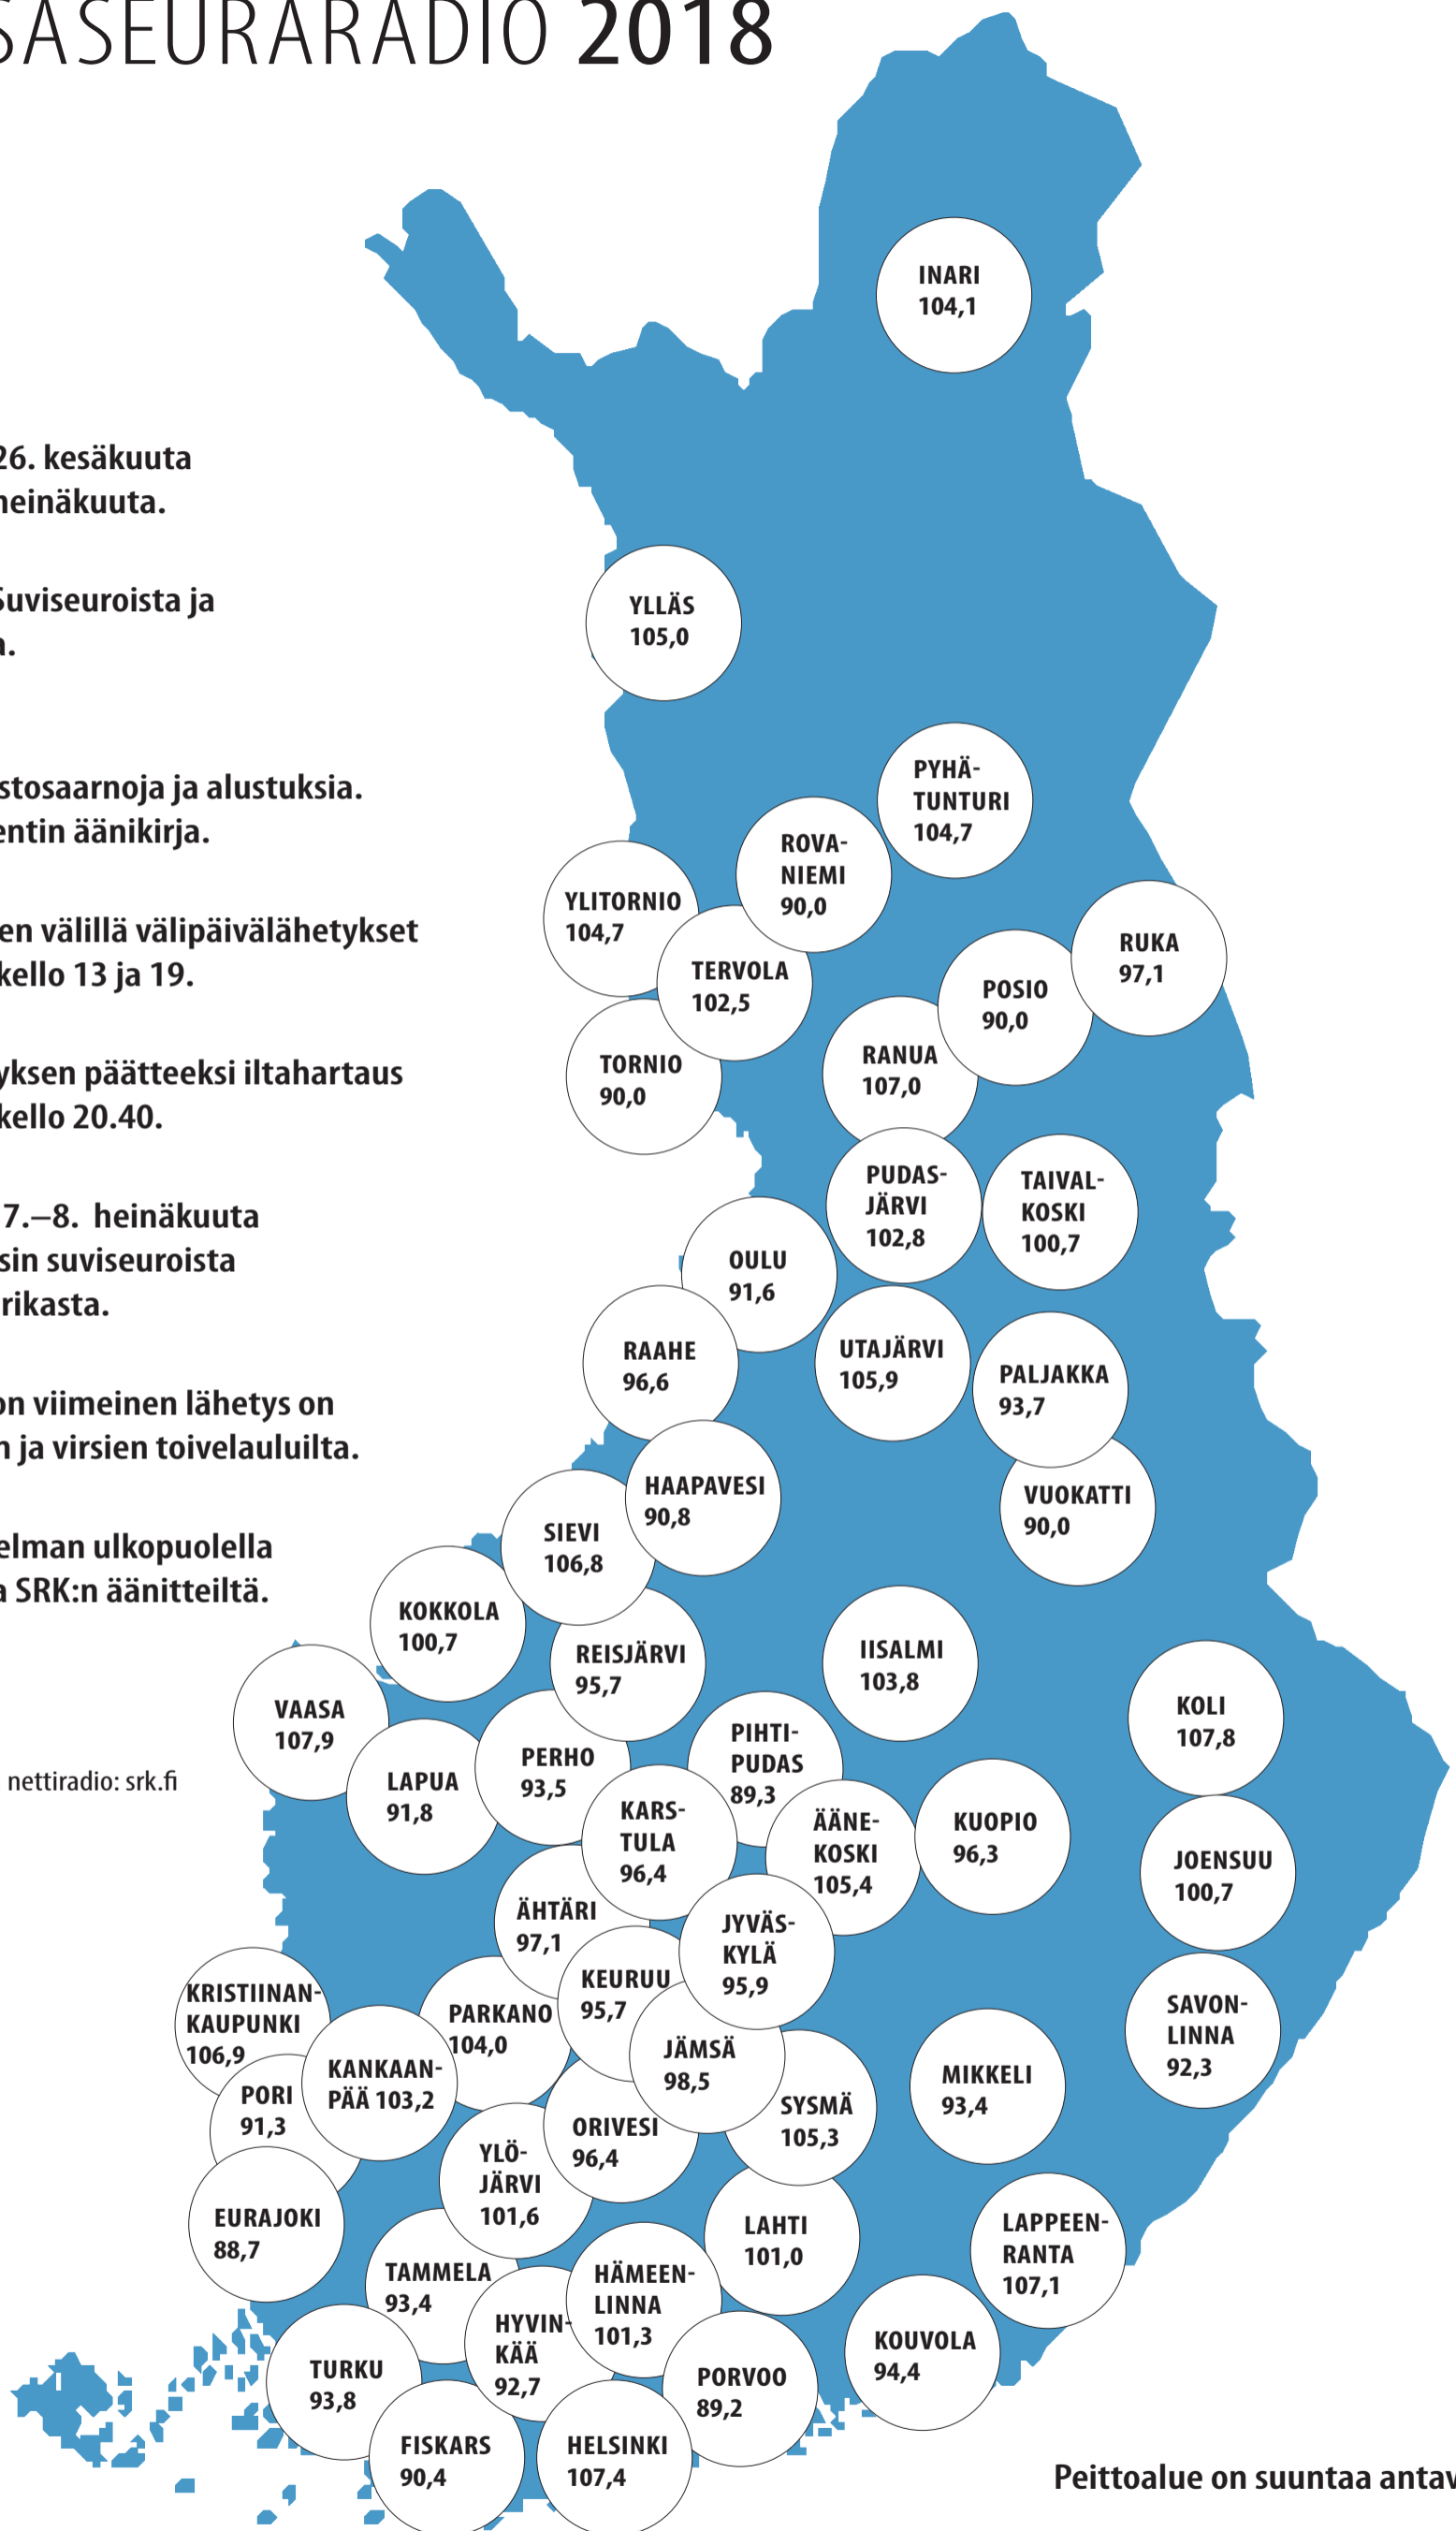 SASEURARADIO 2018
26. kesäkuuta
heinäkuuta.
Suviseuroista ja
a.
stosaarnoja ja alustuksia.
entin äänikirja.
en välillä välipäivälähetykset
kello 13 ja 19.
yksen päätteeksi iltahartaus
kello 20.40.
7.–8. heinäkuuta
sin suviseuroista
rikasta.
on viimeinen lähetys on
n ja virsien toivelauluilta.
elman ulkopuolella
a SRK:n äänitteiltä.
nettiradio: srk.fi
INARI
104,1
YLLÄS
105,0
PYHÄ-
TUNTURI
104,7
ROVA-
NIEMI
90,0
YLITORNIO
104,7
RUKA
97,1
TERVOLA
102,5
POSIO
90,0
TORNIO
90,0
RANUA
107,0
PUDAS-
JÄRVI
102,8
TAIVAL-
KOSKI
100,7
OULU
91,6
RAAHE
96,6
UTAJÄRVI
105,9
PALJAKKA
93,7
HAAPAVESI
90,8
VUOKATTI
90,0
SIEVI
106,8
KOKKOLA
100,7
REISJÄRVI
95,7
IISALMI
103,8
KOLI
107,8
VAASA
107,9
PIHTI-
PUDAS
89,3
PERHO
93,5
LAPUA
91,8
KARS-
TULA
96,4
ÄÄNE-
KOSKI
105,4
KUOPIO
96,3
JOENSUU
100,7
ÄHTÄRI
97,1
JYVÄS-
KYLÄ
95,9
KRISTIINAN-
KAUPUNKI
106,9
KEURUU
95,7
PARKANO
104,0
SAVON-
LINNA
92,3
JÄMSÄ
98,5
KANKAAN-
PÄÄ 103,2
MIKKELI
93,4
PORI
91,3
SYSMÄ
105,3
ORIVESI
96,4
YLÖ-
JÄRVI
101,6
EURAJOKI
88,7
LAHTI
101,0
LAPPEEN-
RANTA
107,1
TAMMELA
93,4
HÄMEEN-
LINNA
101,3
HYVIN-
KÄÄ
92,7
KOUVOLA
94,4
TURKU
93,8
PORVOO
89,2
FISKARS
90,4
HELSINKI
107,4
Peittoalue on suuntaa antav